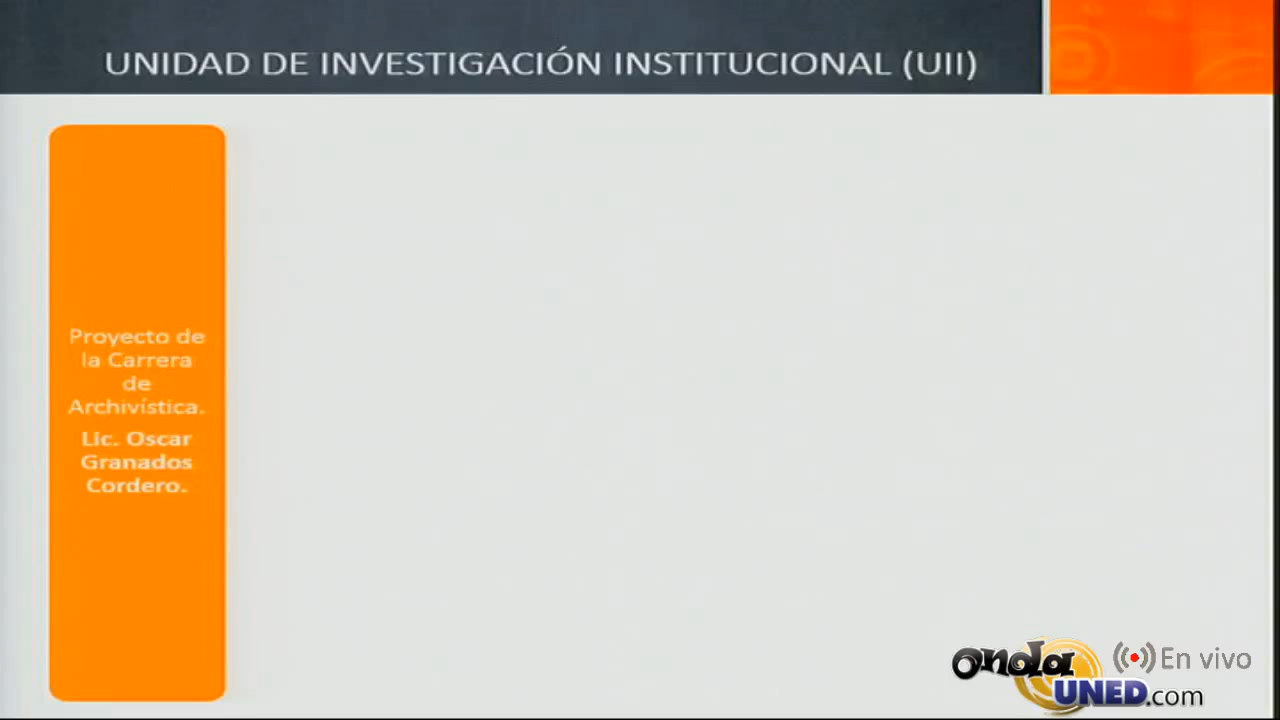 UNIDAD DE INVESTIGACIÓN INSTITUCIONAL (UII)
Proyecto de
la Carrera
de
Archivística.
Lic. Oscar
Granados
Cordero.
onda
En vivo
UNED.com